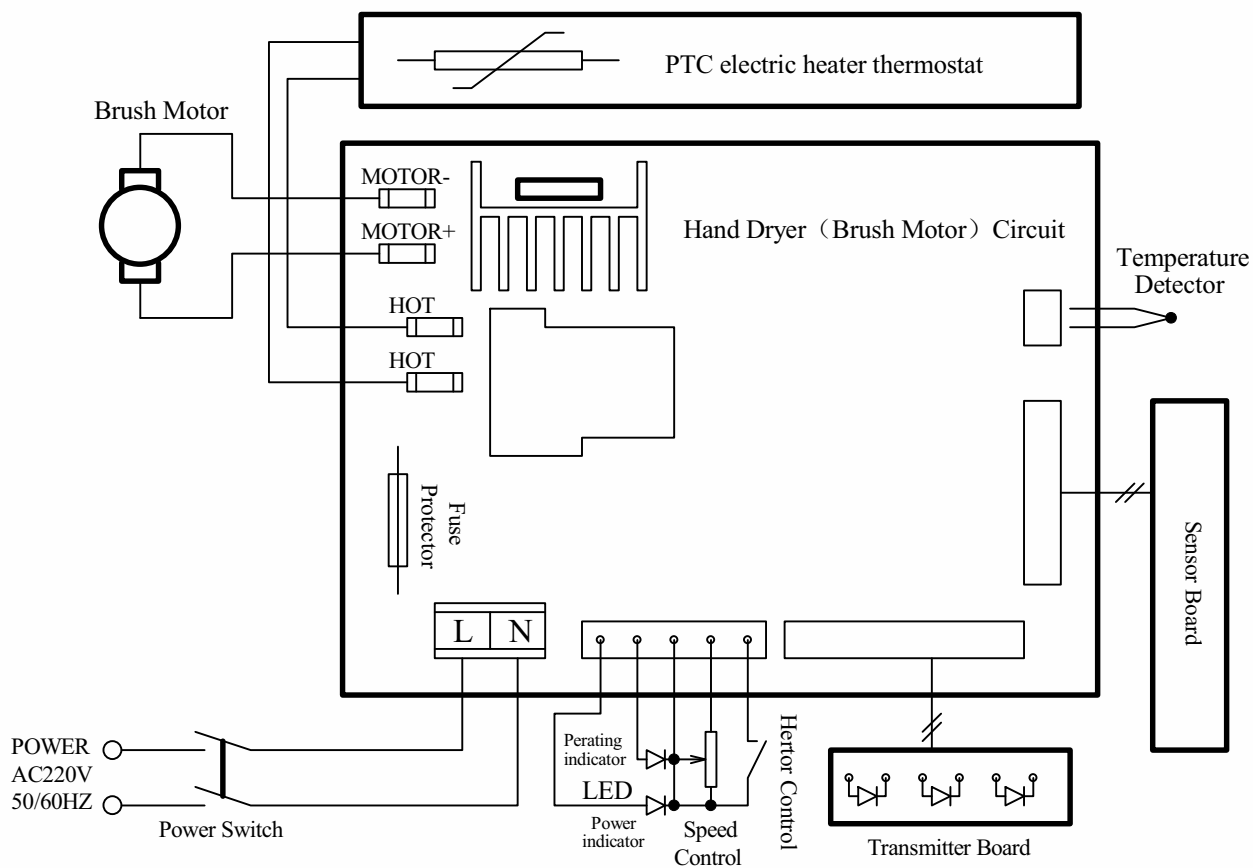 PTC electric heater thermostat
Brush Motor
MOTOR-
MOTOR+
Hand Dryer（Brush Motor）Circuit
Temperature
Detector
HOT
HOT
Fuse
Protector
Sensor Board
L N
POWER
AC220V
50/60HZ
Power Switch
Perating
indicator
LED
Power
indicator
Speed
Control
Hertor Control
Transmitter Board